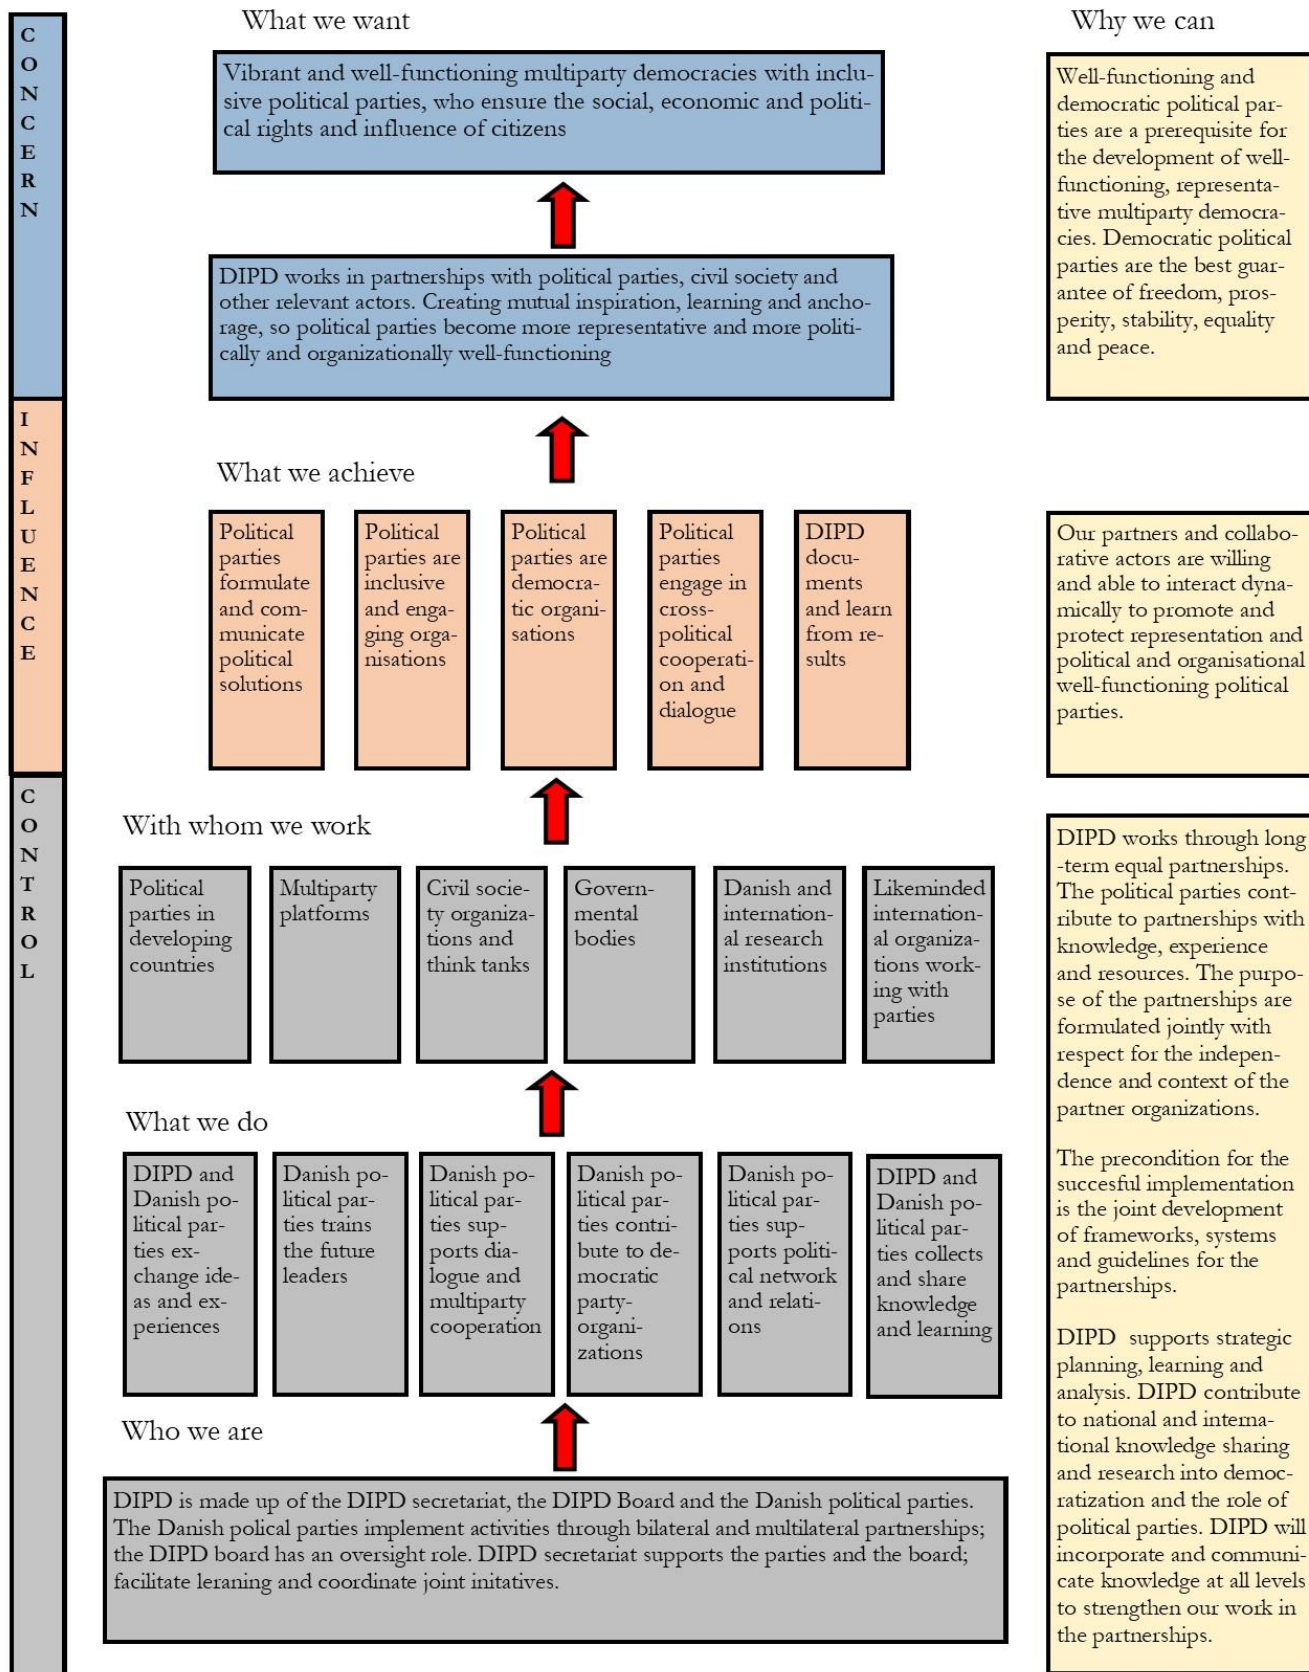 C
O
N
C
E
R
N
I
N
F
L
U
E
N
C
E
C
O
N
T
R
O
L
What we want
Vibrant and well-functioning multiparty democracies with inclu-
sive political parties, who ensure the social, economic and politi-
cal rights and influence of citizens
DIPD works in partnerships with political parties, civil society and
other relevant actors. Creating mutual inspiration, learning and ancho-
rage, so political parties become more representative and more politi-
cally and organizationally well-functioning
What we achieve
Political
parties
formulate
and com-
municate
political
solutions
Political
parties are
inclusive
and enga-
ging orga-
nisations
Political
parties are
democra-
tic organi-
sations
Political
parties
engage in
cross-
political
cooperati-
on and
dialogue
DIPD
docu-
ments
and learn
from re-
sults
With whom we work
Political
parties in
developing
countries
Multiparty
platforms
Civil socie-
ty organiza-
tions and
think tanks
Govern-
mental
bodies
Danish and
internation-
al research
institutions
Likeminded
internation-
al organiza-
tions work-
ing with
parties
What we do
DIPD and
Danish po-
litical par-
ties ex-
change ide-
as and ex-
periences
Danish po-
litical par-
ties trains
the future
leaders
Danish po-
litical par-
ties sup-
ports dia-
logue and
multiparty
cooperation
Danish po-
litical par-
ties contri-
bute to de-
mocratic
party-
organi-
zations
Danish po-
litical par-
ties sup-
ports politi-
cal network
and relati-
ons
DIPD and
Danish po-
litical par-
ties collects
and share
knowledge
and learning
Who we are
DIPD is made up of the DIPD secretariat, the DIPD Board and the Danish political parties.
The Danish polical parties implement activities through bilateral and multilateral partnerships;
the DIPD board has an oversight role. DIPD secretariat supports the parties and the board;
facilitate leraning and coordinate joint initatives.
Why we can
Well-functioning and
democratic political par-
ties are a prerequisite for
the development of well-
functioning, representa-
tive multiparty democra-
cies. Democratic political
parties are the best guar-
antee of freedom, pros-
perity, stability, equality
and peace.
Our partners and collabo-
rative actors are willing
and able to interact dyna-
mically to promote and
protect representation and
political and organisational
well-functioning political
parties.
DIPD works through long
-term equal partnerships.
The political parties cont-
ribute to partnerships with
knowledge, experience
and resources. The purpo-
se of the partnerships are
formulated jointly with
respect for the indepen-
dence and context of the
partner organizations.
The precondition for the
succesful implementation
is the joint development
of frameworks, systems
and guidelines for the
partnerships.
DIPD supports strategic
planning, learning and
analysis. DIPD contribute
to national and interna-
tional knowledge sharing
and research into democ-
ratization and the role of
political parties. DIPD will
incorporate and communi-
cate knowledge at all levels
to strengthen our work in
the partnerships.